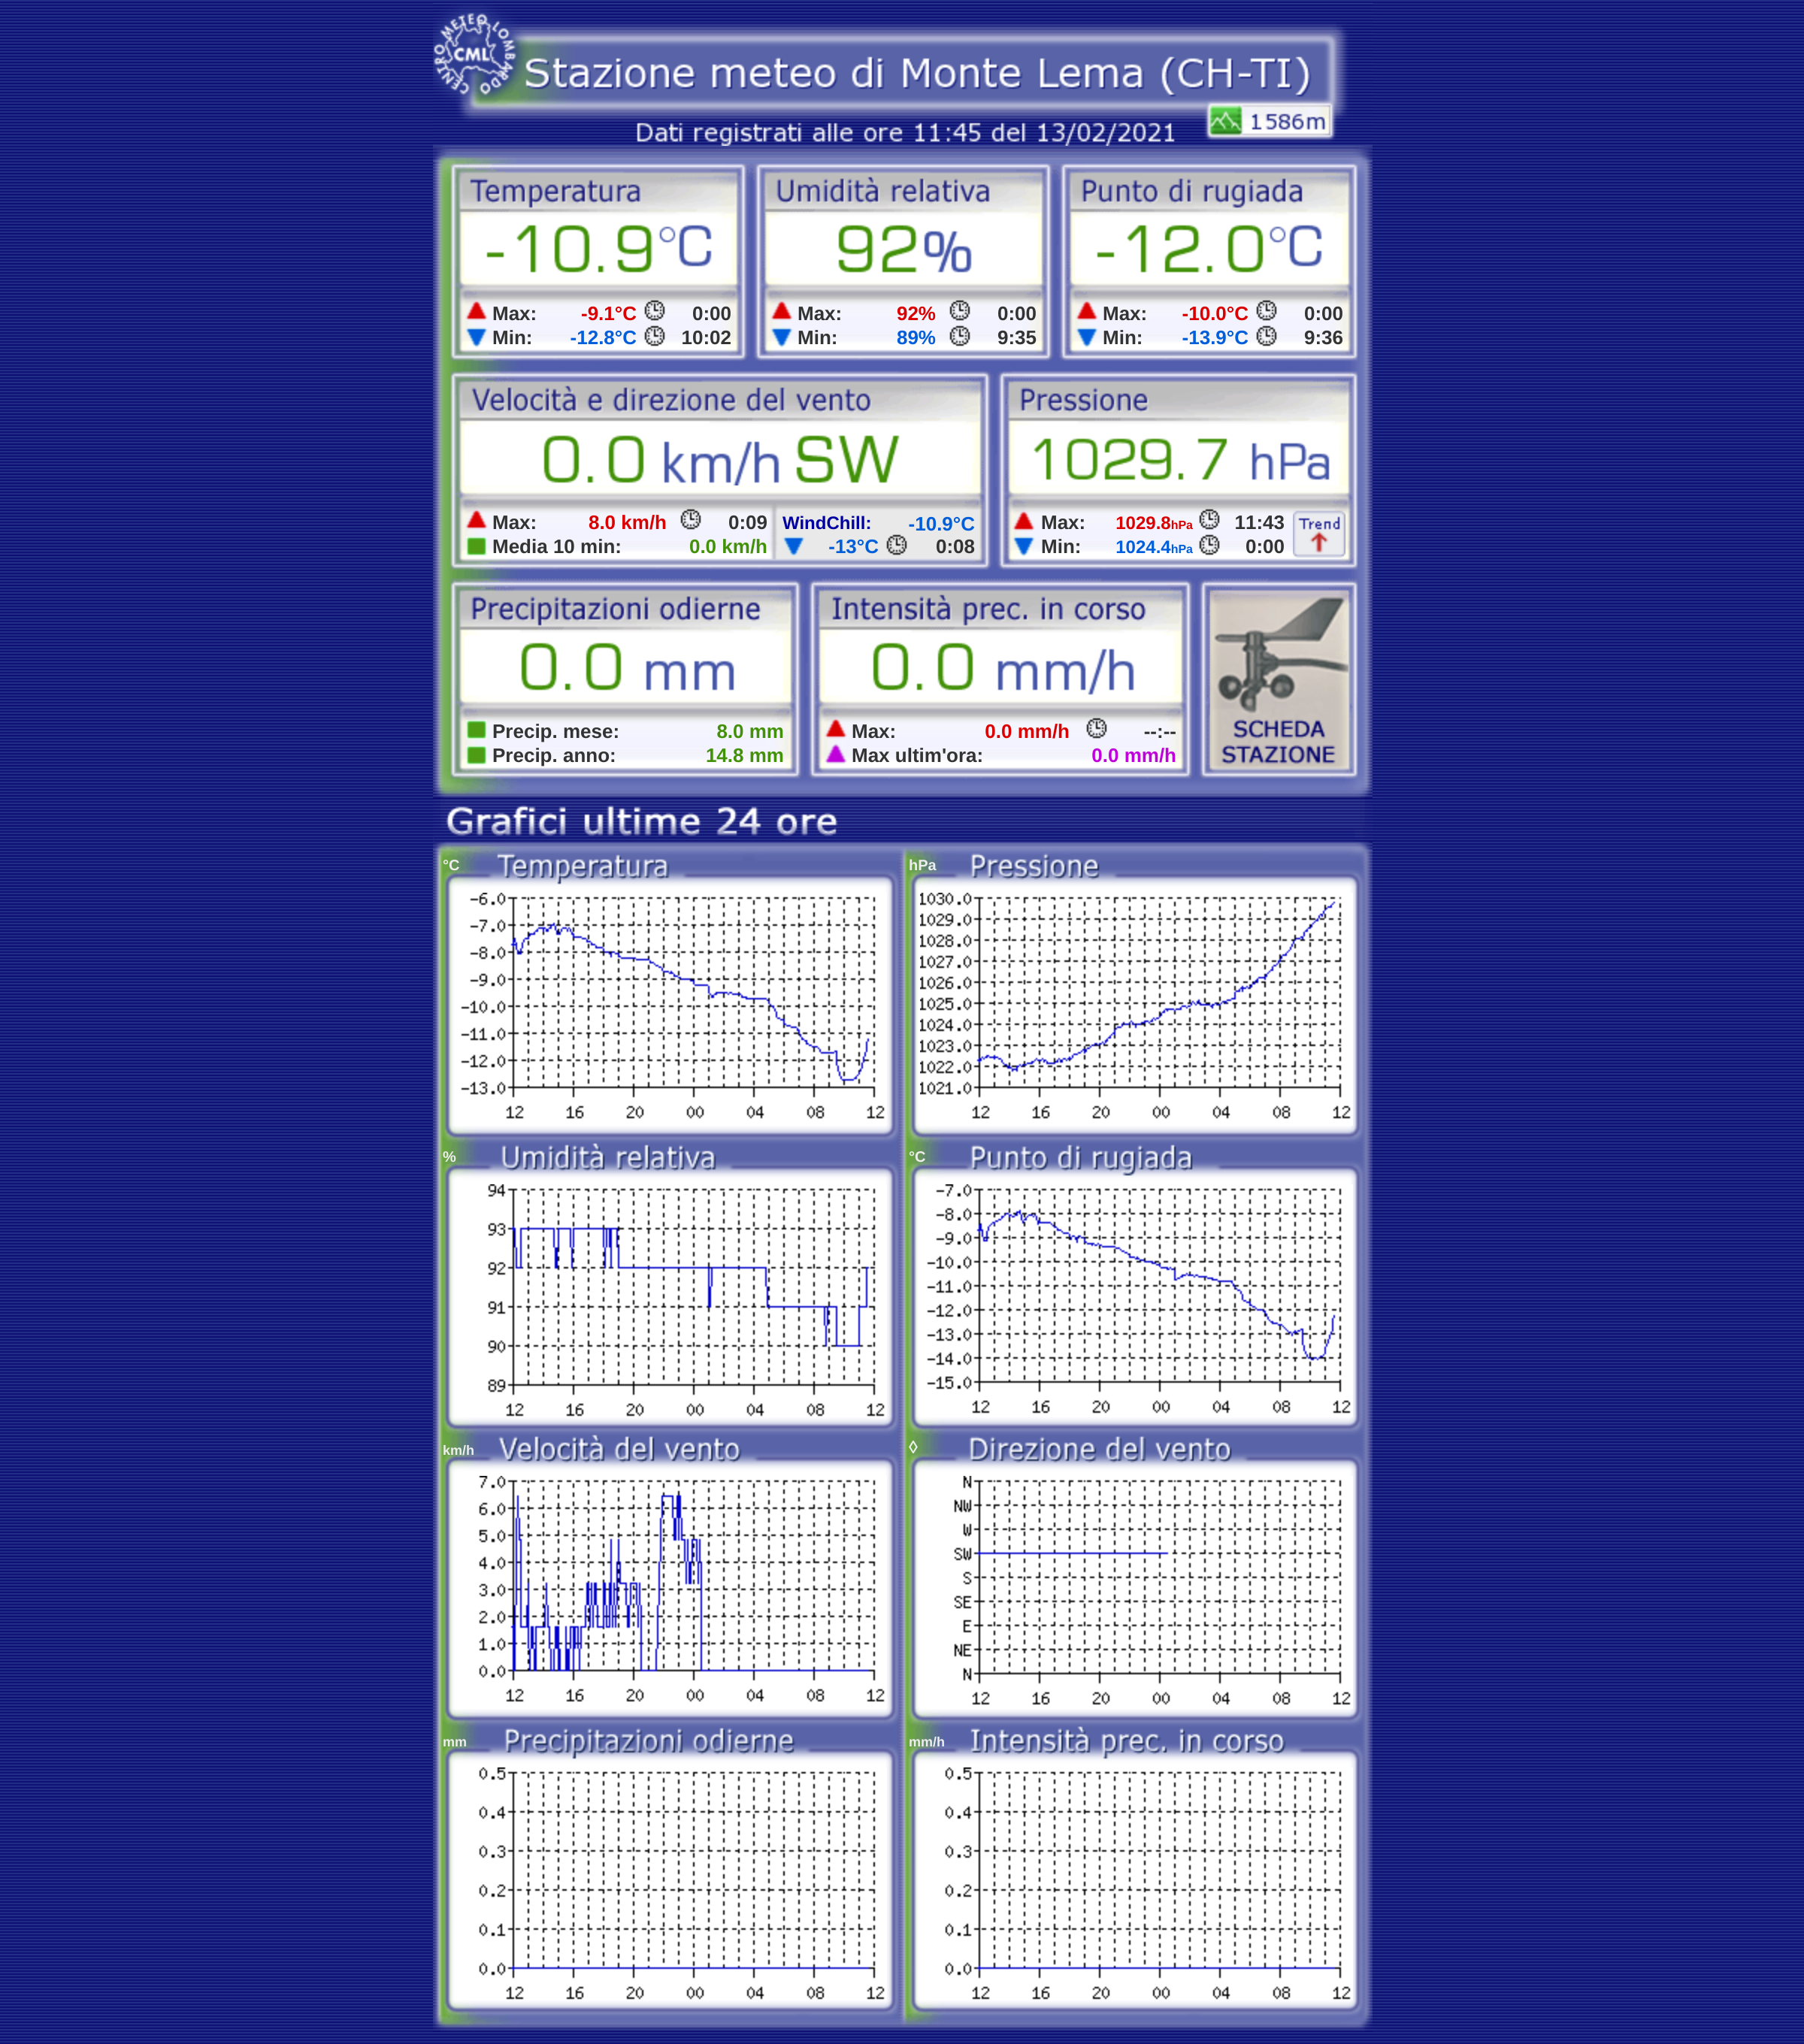 CENTRO METEO LOMBARDO
CML
Stazione meteo di Monte Lema (CH-TI)
1586m
Dati registrati alle ore 11:45 del 13/02/2021
Temperatura
-10.9°C
Max: -9.1°C 0:00
Min: -12.8°C 10:02
Umidità relativa
92%
Max: 92% 0:00
Min: 89% 9:35
Punto di rugiada
-12.0°C
Max: -10.0°C 0:00
Min: -13.9°C 9:36
Velocità e direzione del vento
0.0 km/h SW
Max: 8.0 km/h 0:09
Media 10 min: 0.0 km/h
WindChill: -10.9°C
-13°C 0:08
Pressione
1029.7 hPa
Max: 1029.8hPa 11:43
Min: 1024.4hPa 0:00
Trend
Precipitazioni odierne
0.0 mm
Precip. mese: 8.0 mm
Precip. anno: 14.8 mm
Intensità prec. in corso
0.0 mm/h
Max: 0.0 mm/h --:--
Max ultim'ora: 0.0 mm/h
SCHEDA
STAZIONE
Grafici ultime 24 ore
°C Temperatura
-6.0
-7.0
-8.0
-9.0
-10.0
-11.0
-12.0
-13.0
12 16 20 00 04 08 12
hPa Pressione
1030.0
1029.0
1028.0
1027.0
1026.0
1025.0
1024.0
1023.0
1022.0
1021.0
12 16 20 00 04 08 12
% Umidità relativa
94
93
92
91
90
89
12 16 20 00 04 08 12
°C Punto di rugiada
-7.0
-8.0
-9.0
-10.0
-11.0
-12.0
-13.0
-14.0
-15.0
12 16 20 00 04 08 12
km/h Velocità del vento
7.0
6.0
5.0
4.0
3.0
2.0
1.0
0.0
12 16 20 00 04 08 12
◊ Direzione del vento
N
NW
W
SW
S
SE
E
NE
N
12 16 20 00 04 08 12
mm Precipitazioni odierne
0.5
0.4
0.3
0.2
0.1
0.0
12 16 20 00 04 08 12
mm/h Intensità prec. in corso
0.5
0.4
0.3
0.2
0.1
0.0
12 16 20 00 04 08 12